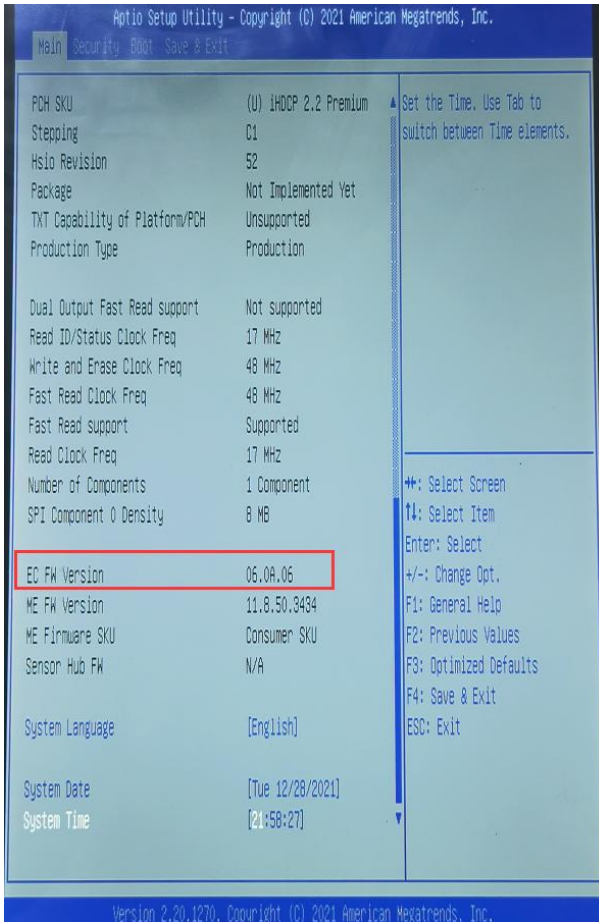 Aptio Setup Utility - Copyright (C) 2021 American Megatrends, Inc.
Main Security Boot Save & Exit
PCH SKU (U) iHDCP 2.2 Premium
Stepping C1
Hsio Revision 52
Package Not Implemented Yet
TXT Capability of Platform/PCH Unsupported
Production Type Production
Dual Output Fast Read support Not supported
Read ID/Status Clock Freq 17 MHz
Write and Erase Clock Freq 48 MHz
Fast Read Clock Freq 48 MHz
Fast Read support Supported
Read Clock Freq 17 MHz
Number of Components 1 Component
SPI Component 0 Density 8 MB
EC FW Version 06.0A.06
ME FW Version 11.8.50.3434
ME Firmware SKU Consumer SKU
Sensor Hub FW N/A
System Language [English]
System Date [Tue 12/28/2021]
System Time [21:58:27]
Set the Time. Use Tab to
switch between Time elements.
→←: Select Screen
↑↓: Select Item
Enter: Select
+/-: Change Opt.
F1: General Help
F2: Previous Values
F3: Optimized Defaults
F4: Save & Exit
ESC: Exit
Version 2.20.1270. Copyright (C) 2021 American Megatrends, Inc.